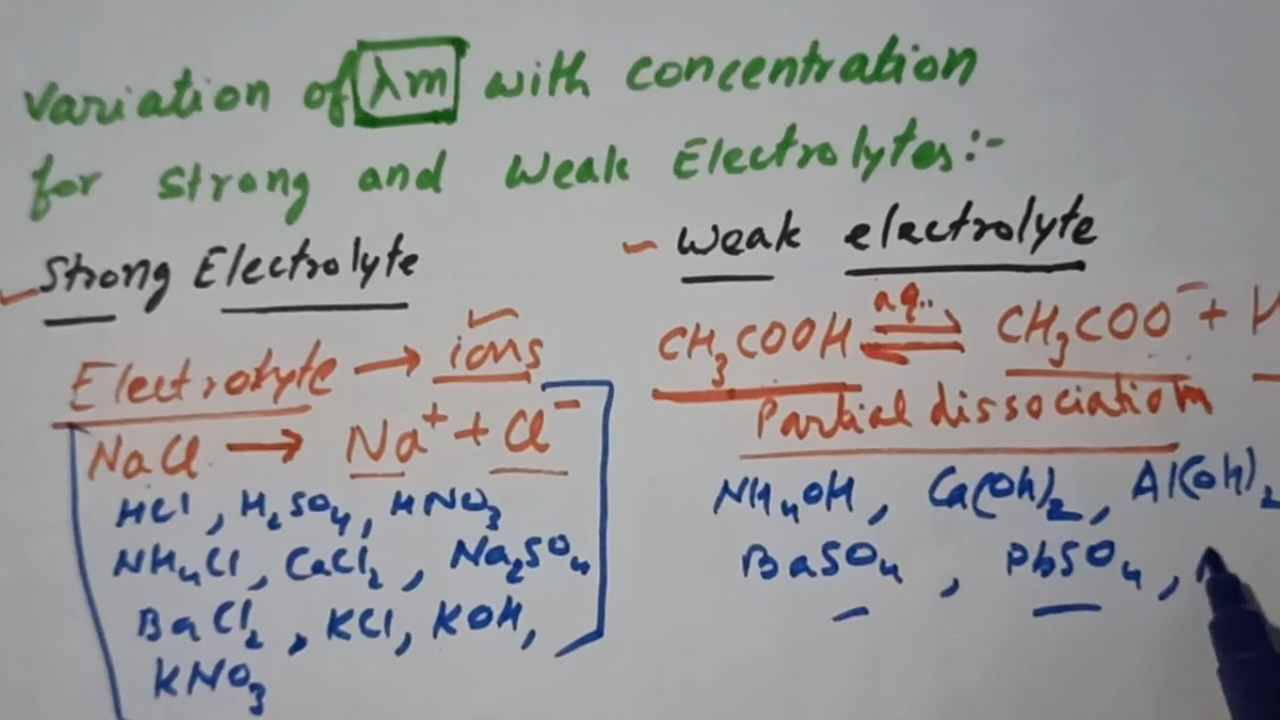 Variation of λm with concentration
for strong and weak Electrolytes:-
Strong Electrolyte
Electrolyte → ions
NaCl → Na⁺ + Cl⁻
HCl, H₂SO₄, HNO₃
NH₄Cl, CaCl₂, Na₂SO₄
BaCl₂, KCl, KOH,
KNO₃
weak electrolyte
CH₃COOH ⇌ aq.. CH₃COO⁻ +
Partial dissociation
NH₄OH, Ca(OH)₂, Al(OH)₂
BaSO₄, PbSO₄,